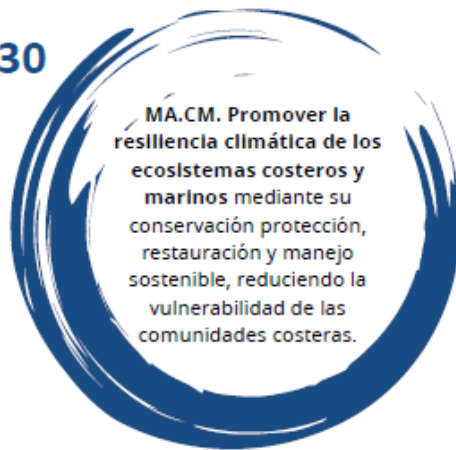 30
MA.CM. Promover la
resiliencia climática de los
ecosistemas costeros y
marinos mediante su
conservación protección,
restauración y manejo
sostenible, reduciendo la
vulnerabilidad de las
comunidades costeras.